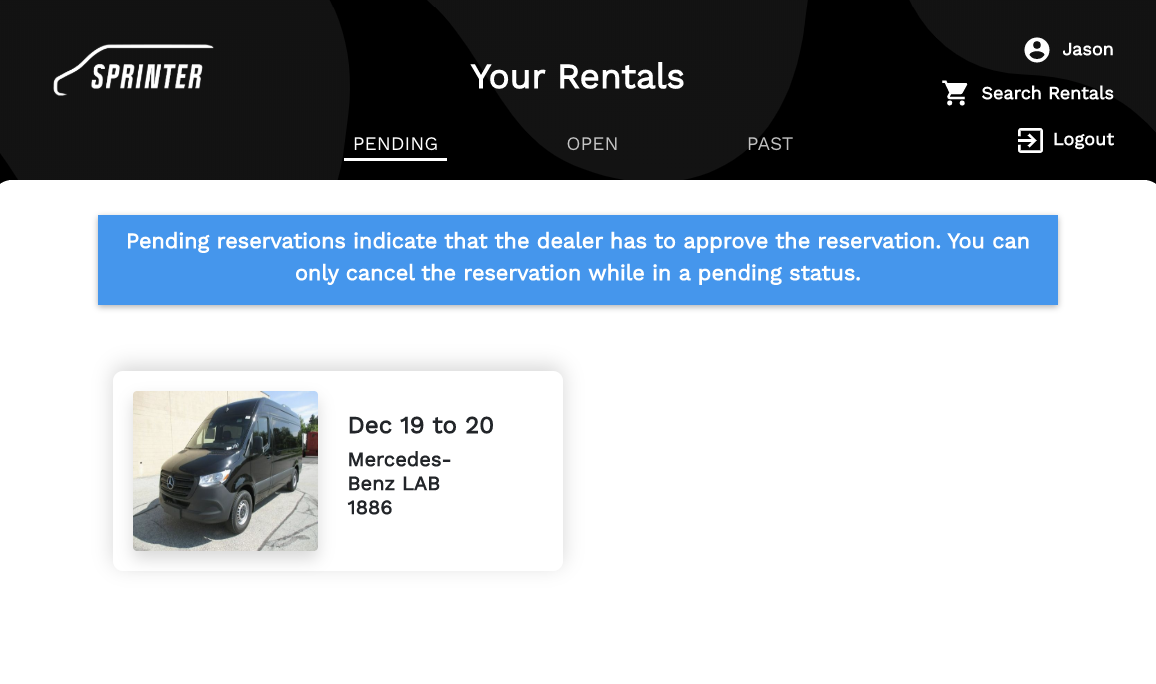 SPRINTER
Your Rentals
Jason
Search Rentals
Logout
PENDING
OPEN
PAST
Pending reservations indicate that the dealer has to approve the reservation. You can
only cancel the reservation while in a pending status.
Dec 19 to 20
Mercedes-
Benz LAB
1886